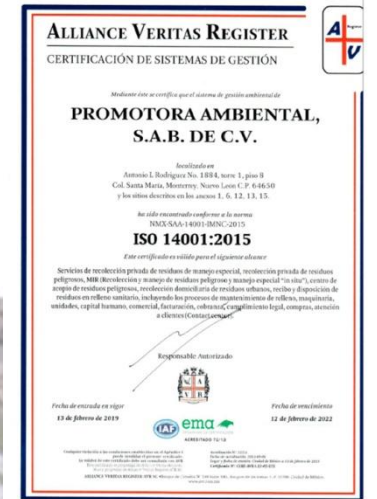 ALLIANCE VERITAS REGISTER
CERTIFICACIÓN DE SISTEMAS DE GESTIÓN
A Register
V
Mediante éste se certifica que el sistema de gestión ambiental de
PROMOTORA AMBIENTAL,
S.A.B. DE C.V.
localizado en
Antonio L Rodríguez No. 1884, torre 1, piso 8
Col. Santa María, Monterrey, Nuevo León C.P. 64650
y los sitios descritos en los anexos 1, 6, 12, 13, 15.
ha sido encontrado conforme a la norma
NMX-SAA-14001-IMNC-2015
ISO 14001:2015
Este certificado es válido para el siguiente alcance
Servicios de recolección privada de residuos de manejo especial, recolección privada de residuos
peligrosos, MIR (Recolección y manejo de residuos peligroso y manejo especial "in situ"), centro de
acopio de residuos peligrosos, recolección domiciliaria de residuos urbanos, recibo y disposición de
residuos en relleno sanitario, incluyendo los procesos de mantenimiento de relleno, maquinaria,
unidades, capital humano, comercial, facturación, cobranza, cumplimiento legal, compras, atención
a clientes (Contact center).
Responsable Autorizado
A V R
Fecha de entrada en vigor
13 de febrero de 2019
Fecha de vencimiento
12 de febrero de 2022
IAF
ema
ACREDITADO 72/12